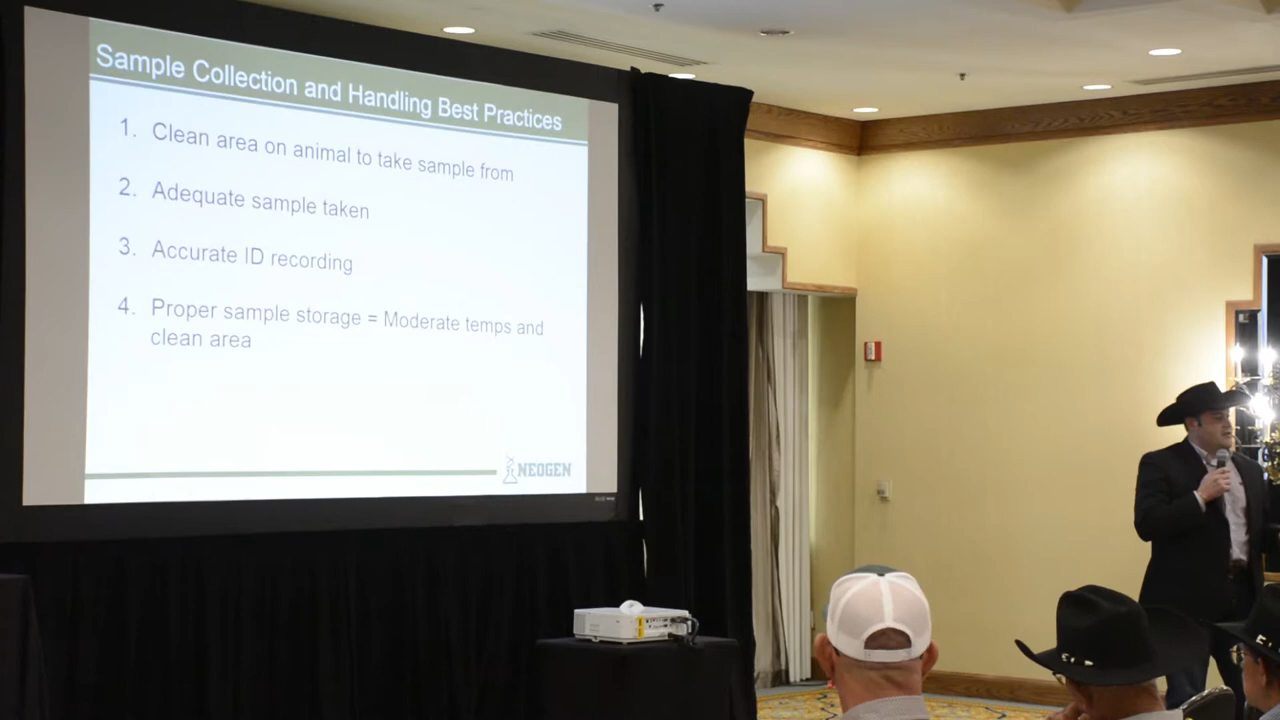 Sample Collection and Handling Best Practices
1. Clean area on animal to take sample from
2. Adequate sample taken
3. Accurate ID recording
4. Proper sample storage = Moderate temps and
clean area
NEOGEN